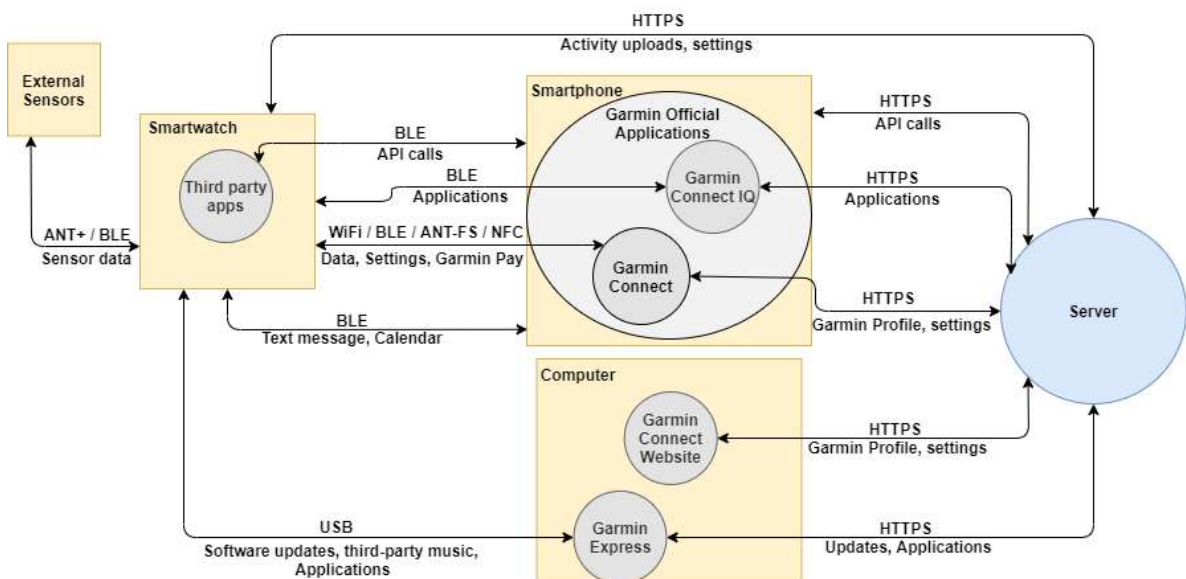 HTTPS
Activity uploads, settings
External
Sensors
Smartphone
Garmin Official
Applications
HTTPS
API calls
Smartwatch
BLE
API calls
Third party
apps
BLE
Applications
Garmin
Connect IQ
HTTPS
Applications
ANT+ / BLE
Sensor data
WiFi / BLE / ANT-FS / NFC
Data, Settings, Garmin Pay
Garmin
Connect
HTTPS
Garmin Profile, settings
Server
BLE
Text message, Calendar
Computer
Garmin
Connect
Website
HTTPS
Garmin Profile, settings
USB
Software updates, third-party music,
Applications
Garmin
Express
HTTPS
Updates, Applications